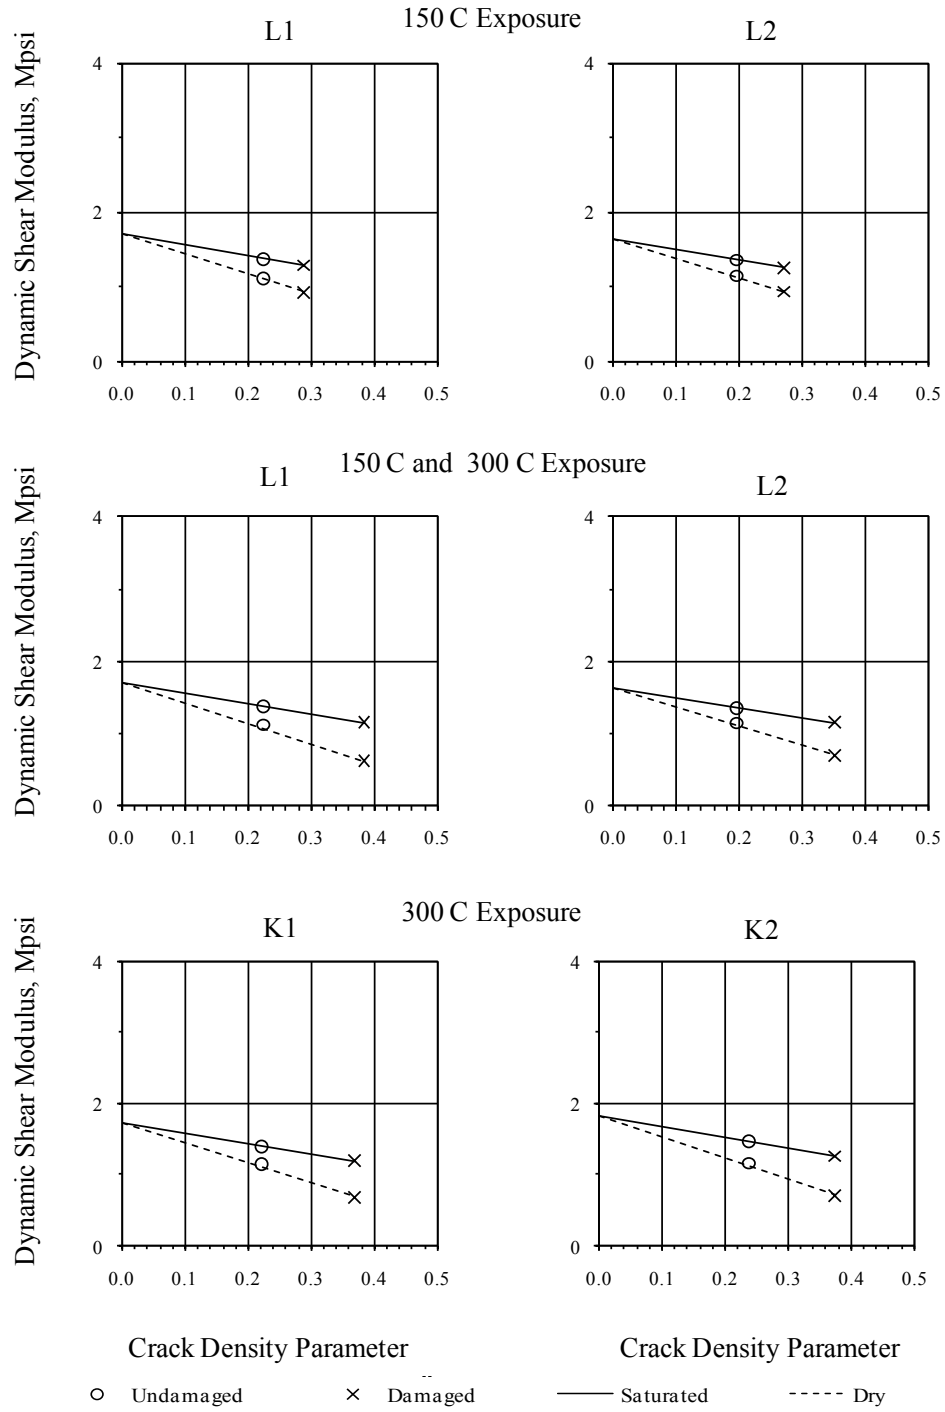 150 C Exposure
L1 L2
Dynamic Shear Modulus, Mpsi
4 4
2 2
0 0
0.0 0.1 0.2 0.3 0.4 0.5 0.0 0.1 0.2 0.3 0.4 0.5
150 C and 300 C Exposure
L1 L2
Dynamic Shear Modulus, Mpsi
4 4
2 2
0 0
0.0 0.1 0.2 0.3 0.4 0.5 0.0 0.1 0.2 0.3 0.4 0.5
300 C Exposure
K1 K2
Dynamic Shear Modulus, Mpsi
4 4
2 2
0 0
0.0 0.1 0.2 0.3 0.4 0.5 0.0 0.1 0.2 0.3 0.4 0.5
Crack Density Parameter Crack Density Parameter
Undamaged Damaged Saturated Dry